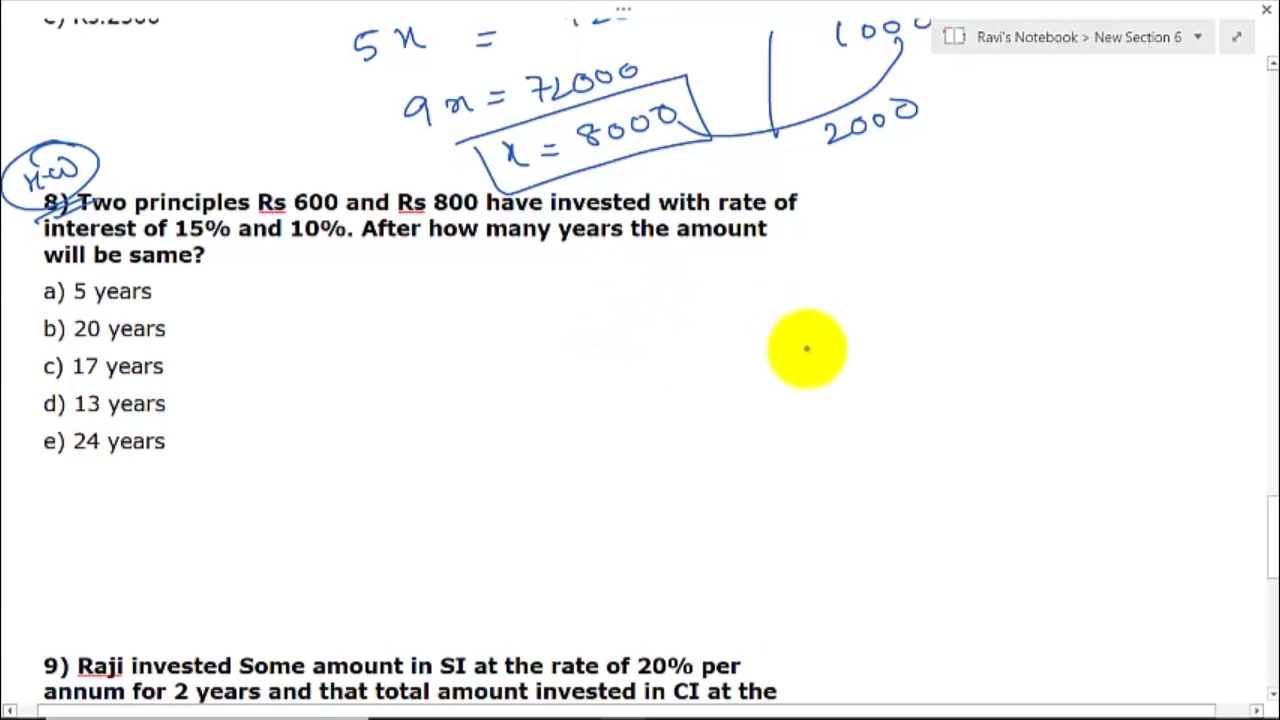 5x =
1000
Ravi's Notebook > New Section 6
9x = 72000
x = 8000
2000
H-W
8) Two principles Rs 600 and Rs 800 have invested with rate of
interest of 15% and 10%. After how many years the amount
will be same?
a) 5 years
b) 20 years
c) 17 years
d) 13 years
e) 24 years
9) Raji invested Some amount in SI at the rate of 20% per
annum for 2 years and that total amount invested in CI at the